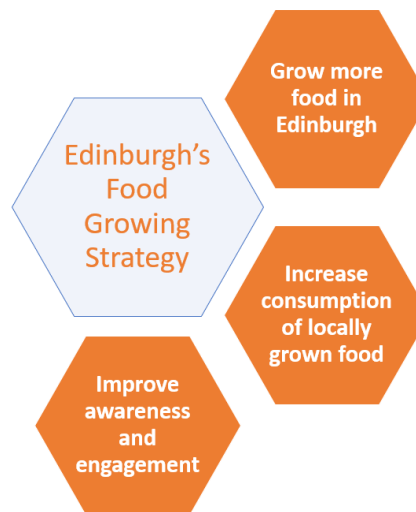 Edinburgh’s
Food
Growing
Strategy
Grow more
food in
Edinburgh
Increase
consumption
of locally
grown food
Improve
awareness
and
engagement